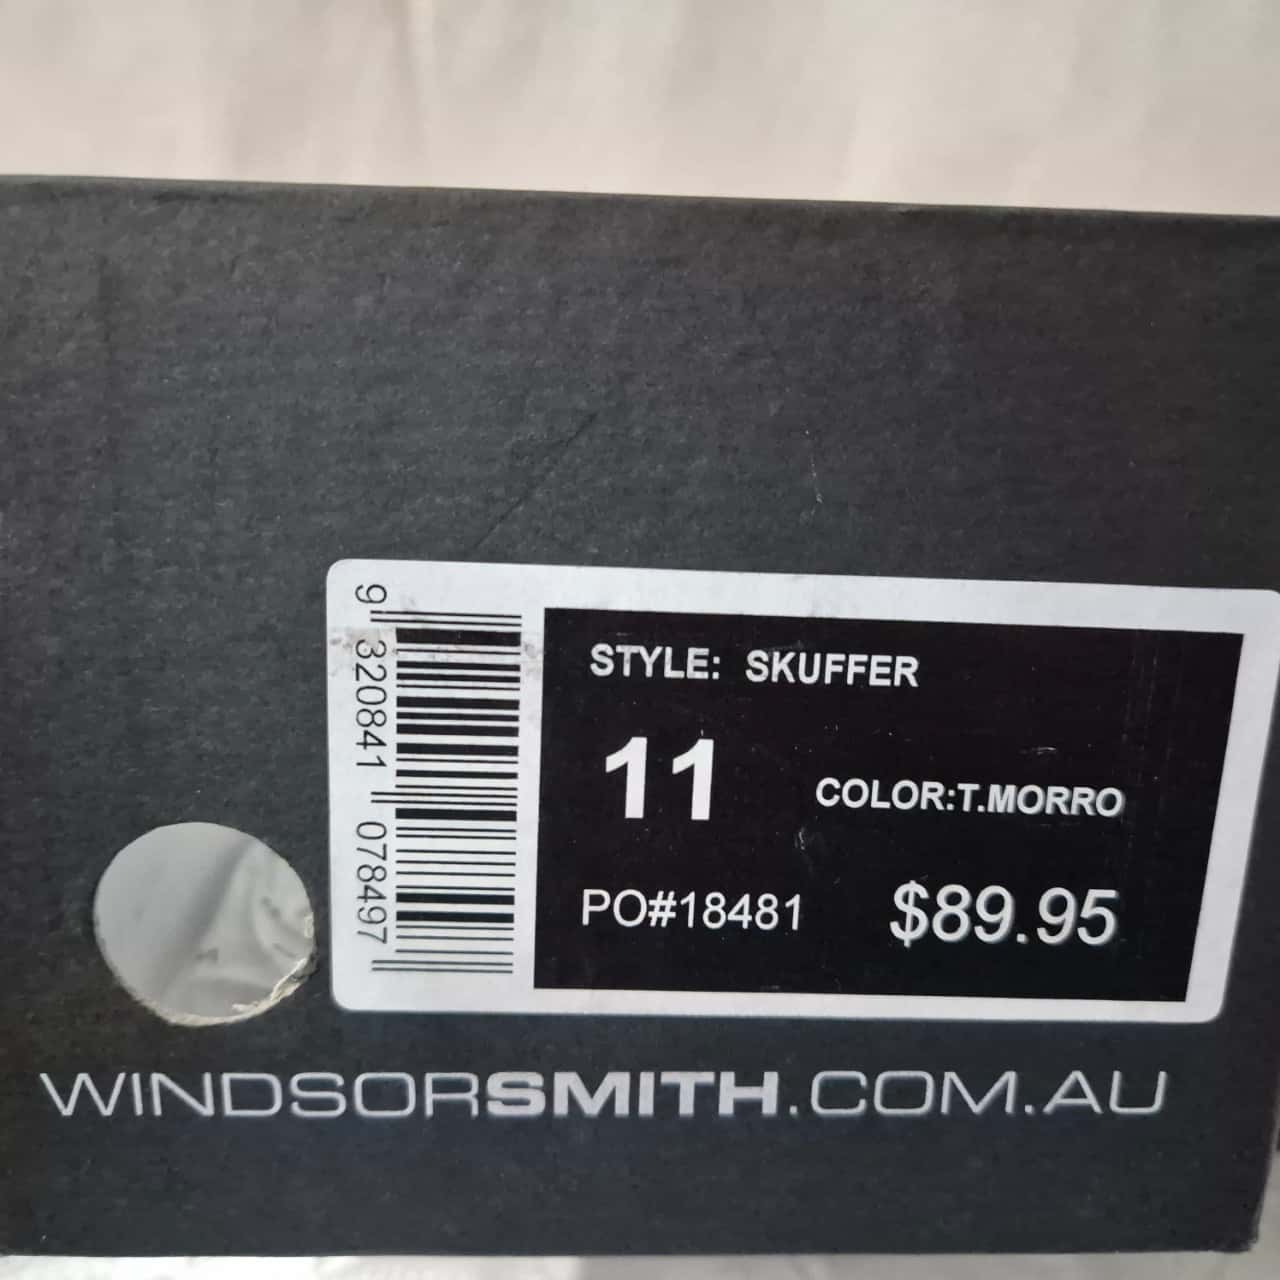 9 320841 078497
STYLE: SKUFFER
11
COLOR:T.MORRO
PO#18481
$89.95
WINDSORSMITH.COM.AU